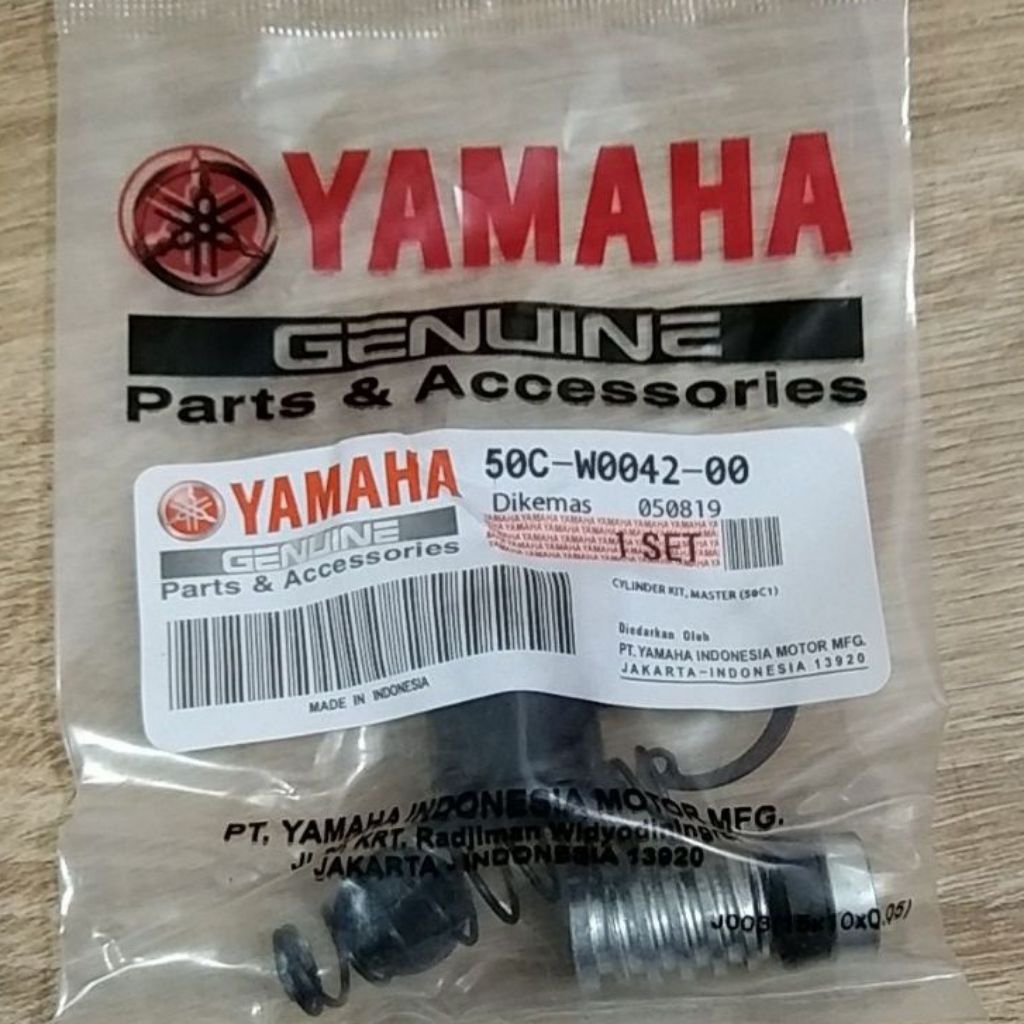 YAMAHA
GENUINE
Parts & Accessories
YAMAHA
GENUINE
Parts & Accessories
50C-W0042-00
Dikemas 050819
1 SET
CYLINDER KIT, MASTER (50C1)
Diedarkan Oleh
PT. YAMAHA INDONESIA MOTOR MFG.
JAKARTA-INDONESIA 13920
MADE IN INDONESIA
PT. YAMAHA INDONESIA MOTOR MFG.
KRT. Radjiman
JAKARTA - INDONESIA 13920